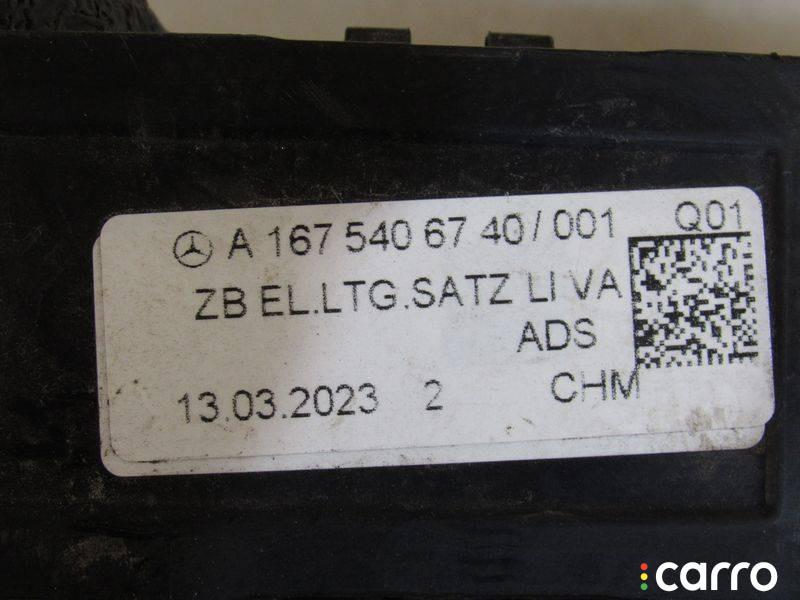 A 167 540 67 40/001 Q01
ZB EL.LTG.SATZ LI VA
ADS
13.03.2023 2 CHM
carro